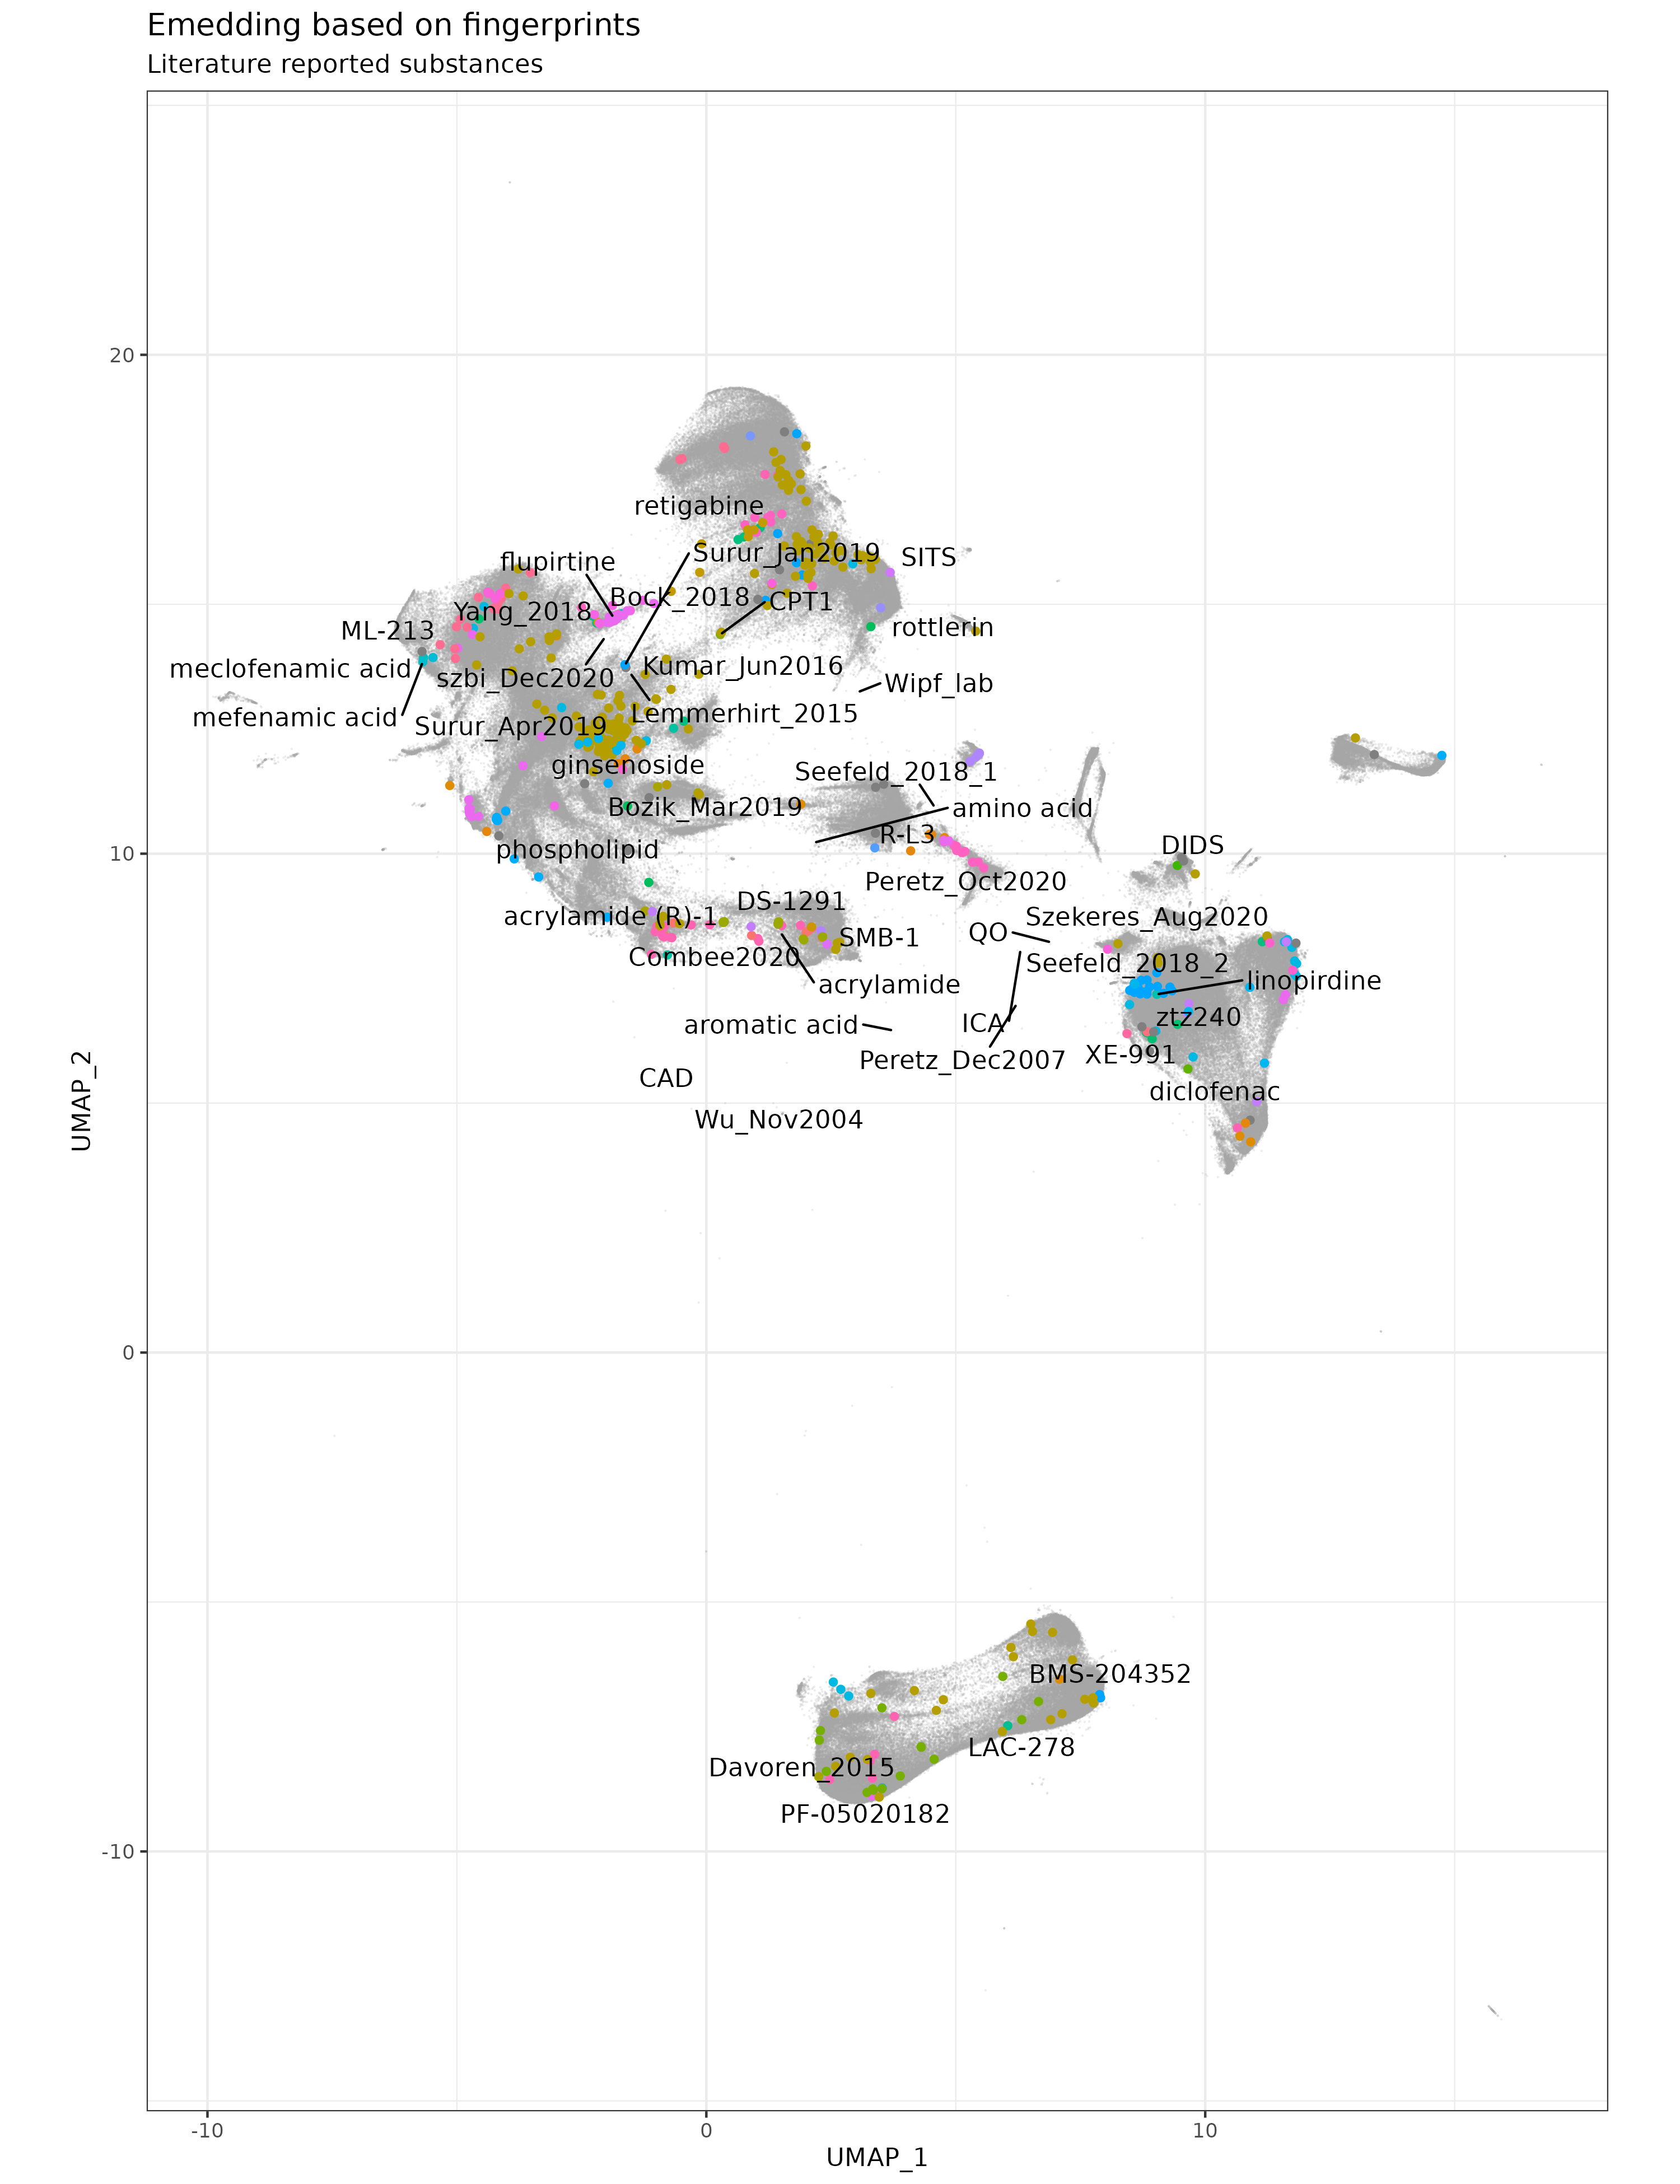 Emedding based on fingerprints
Literature reported substances
20
retigabine
Surur_Jan2019
SITS
flupirtine
Bock_2018
CPT1
Yang_2018
rottlerin
ML-213
Kumar_Jun2016
meclofenamic acid
szbi_Dec2020
Wipf_lab
Lemmerhirt_2015
mefenamic acid
Surur_Apr2019
ginsenoside
Seefeld_2018_1
Bozik_Mar2019
amino acid
R-L3
DIDS
phospholipid
10
Peretz_Oct2020
DS-1291
acrylamide (R)-1
Szekeres_Aug2020
QO
SMB-1
Combee2020
Seefeld_2018_2
linopirdine
acrylamide
ztz240
aromatic acid
ICA
XE-991
Peretz_Dec2007
CAD
diclofenac
Wu_Nov2004
UMAP_2
0
BMS-204352
LAC-278
Davoren_2015
PF-05020182
-10
-10
0
10
UMAP_1